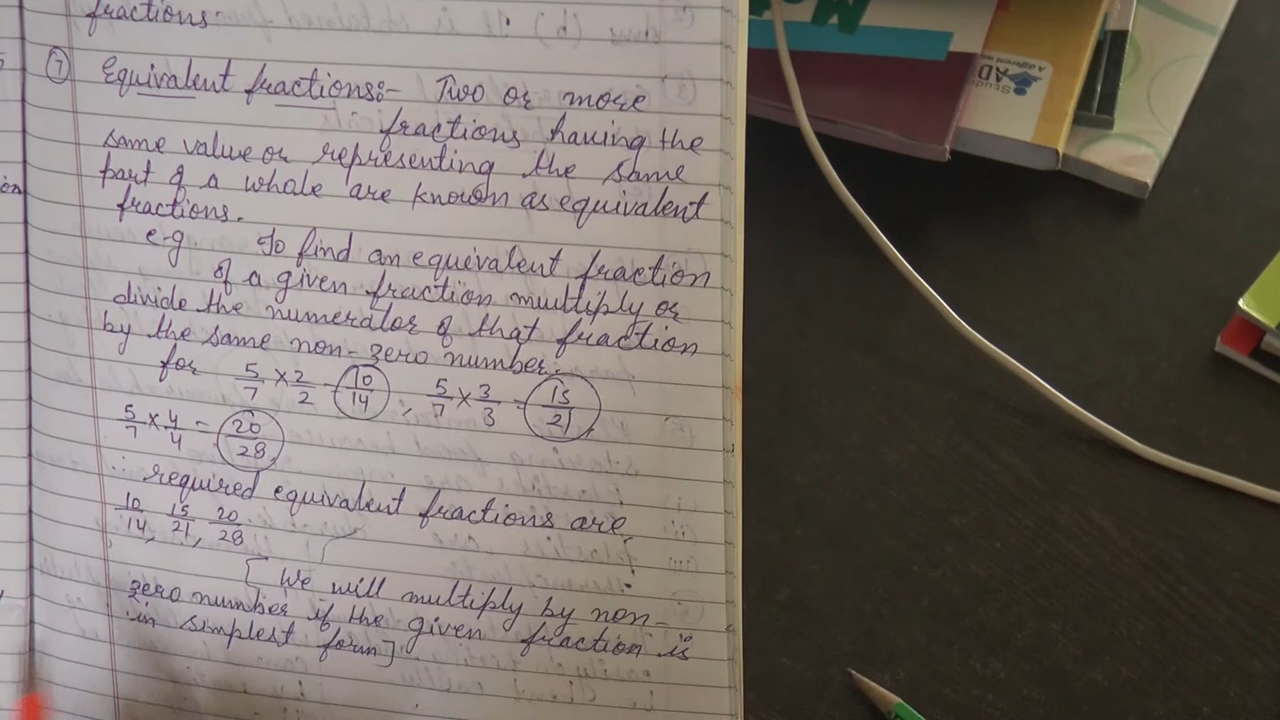 fractions.
⑦ Equivalent fractions:- Two or more
fractions having the
same value or representing the same
part of a whole are known as equivalent
fractions.
e-g. To find an equivalent fraction
of a given fraction multiply or
divide the numerator of that fraction
by the same non-zero number.
for 5/7 × 2/2 = 10/14, 5/7 × 3/3 = 15/21,
5/7 × 4/4 = 20/28
∴ required equivalent fractions are,
10/14, 15/21, 20/28
[We will multiply by non-
zero number if the given fraction is
in simplest form]